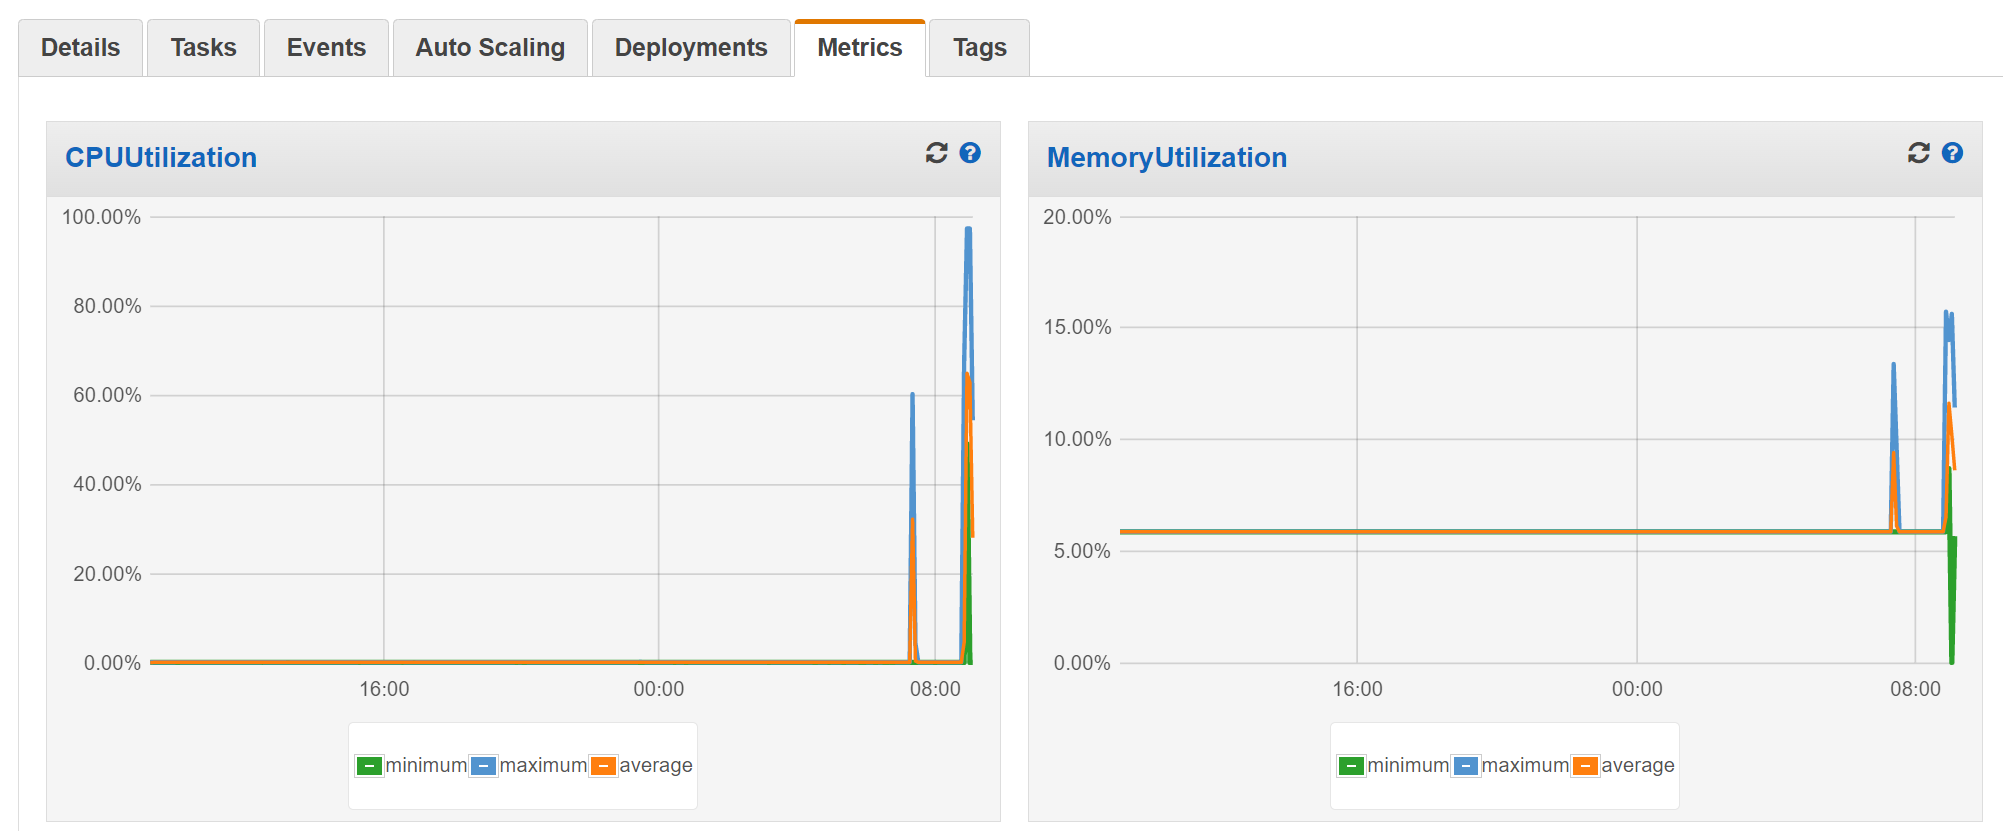 Details Tasks Events Auto Scaling Deployments Metrics Tags
CPUUtilization
100.00%
80.00%
60.00%
40.00%
20.00%
0.00%
16:00 00:00 08:00
minimum maximum average
MemoryUtilization
20.00%
15.00%
10.00%
5.00%
0.00%
16:00 00:00 08:00
minimum maximum average